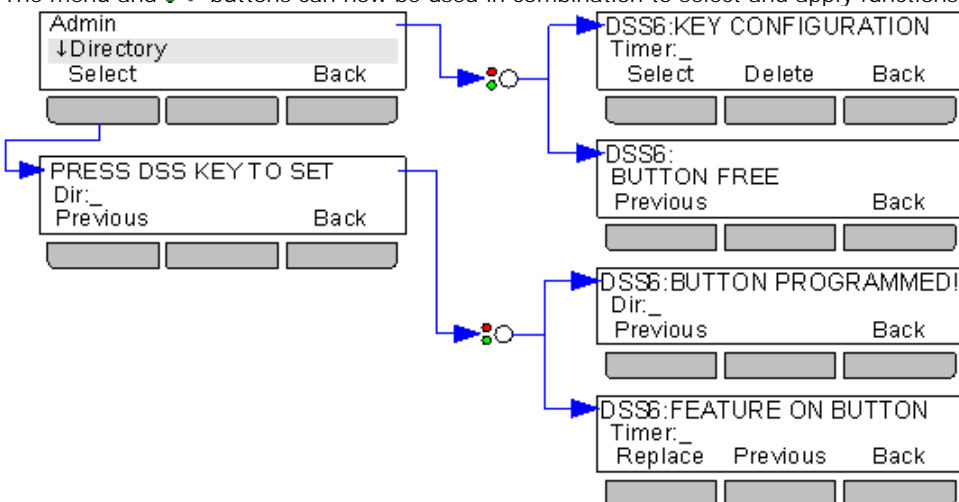 The menu and buttons can now be used in combination to select and apply functions
Admin
↓Directory
Select Back
DSS6:KEY CONFIGURATION
Timer:_
Select Delete Back
DSS6:
BUTTON FREE
Previous Back
PRESS DSS KEY TO SET
Dir:_
Previous Back
DSS6:BUTTON PROGRAMMED!
Dir:_
Previous Back
DSS6:FEATURE ON BUTTON
Timer:_
Replace Previous Back